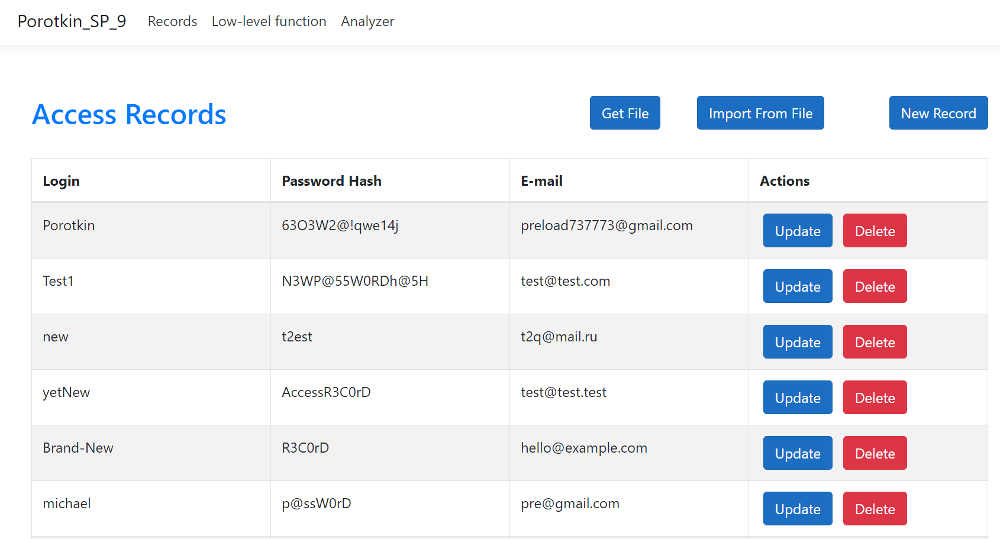 Porotkin_SP_9 Records Low-level function Analyzer
Access Records Get File Import From File New Record
Login Password Hash E-mail Actions
Porotkin 63O3W2@!qwe14j preload737773@gmail.com Update Delete
Test1 N3WP@55W0RDh@5H test@test.com Update Delete
new t2est t2q@mail.ru Update Delete
yetNew AccessR3C0rD test@test.test Update Delete
Brand-New R3C0rD hello@example.com Update Delete
michael p@ssW0rD pre@gmail.com Update Delete